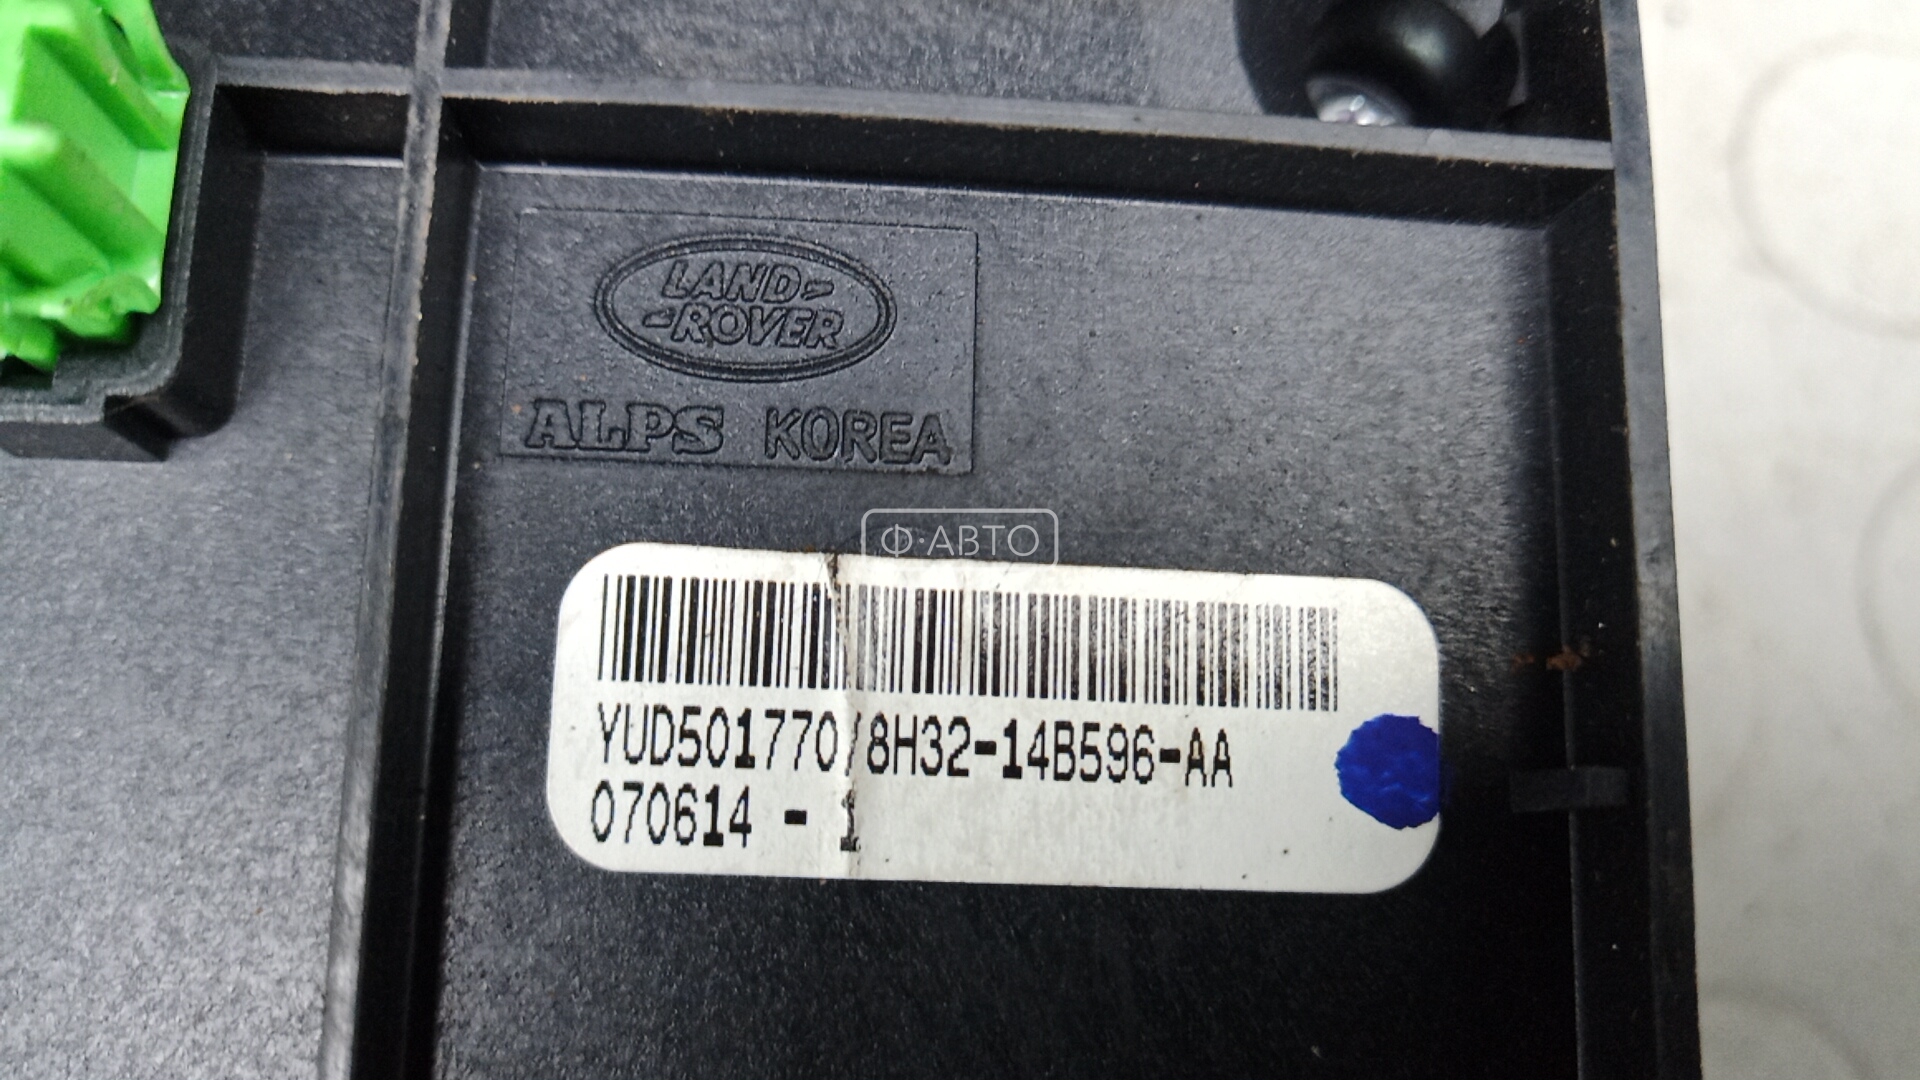 LAND-
-ROVER
ALPS KOREA
Ф·АВТО
YUD501770/8H32-14B596-AA
070614 - 1